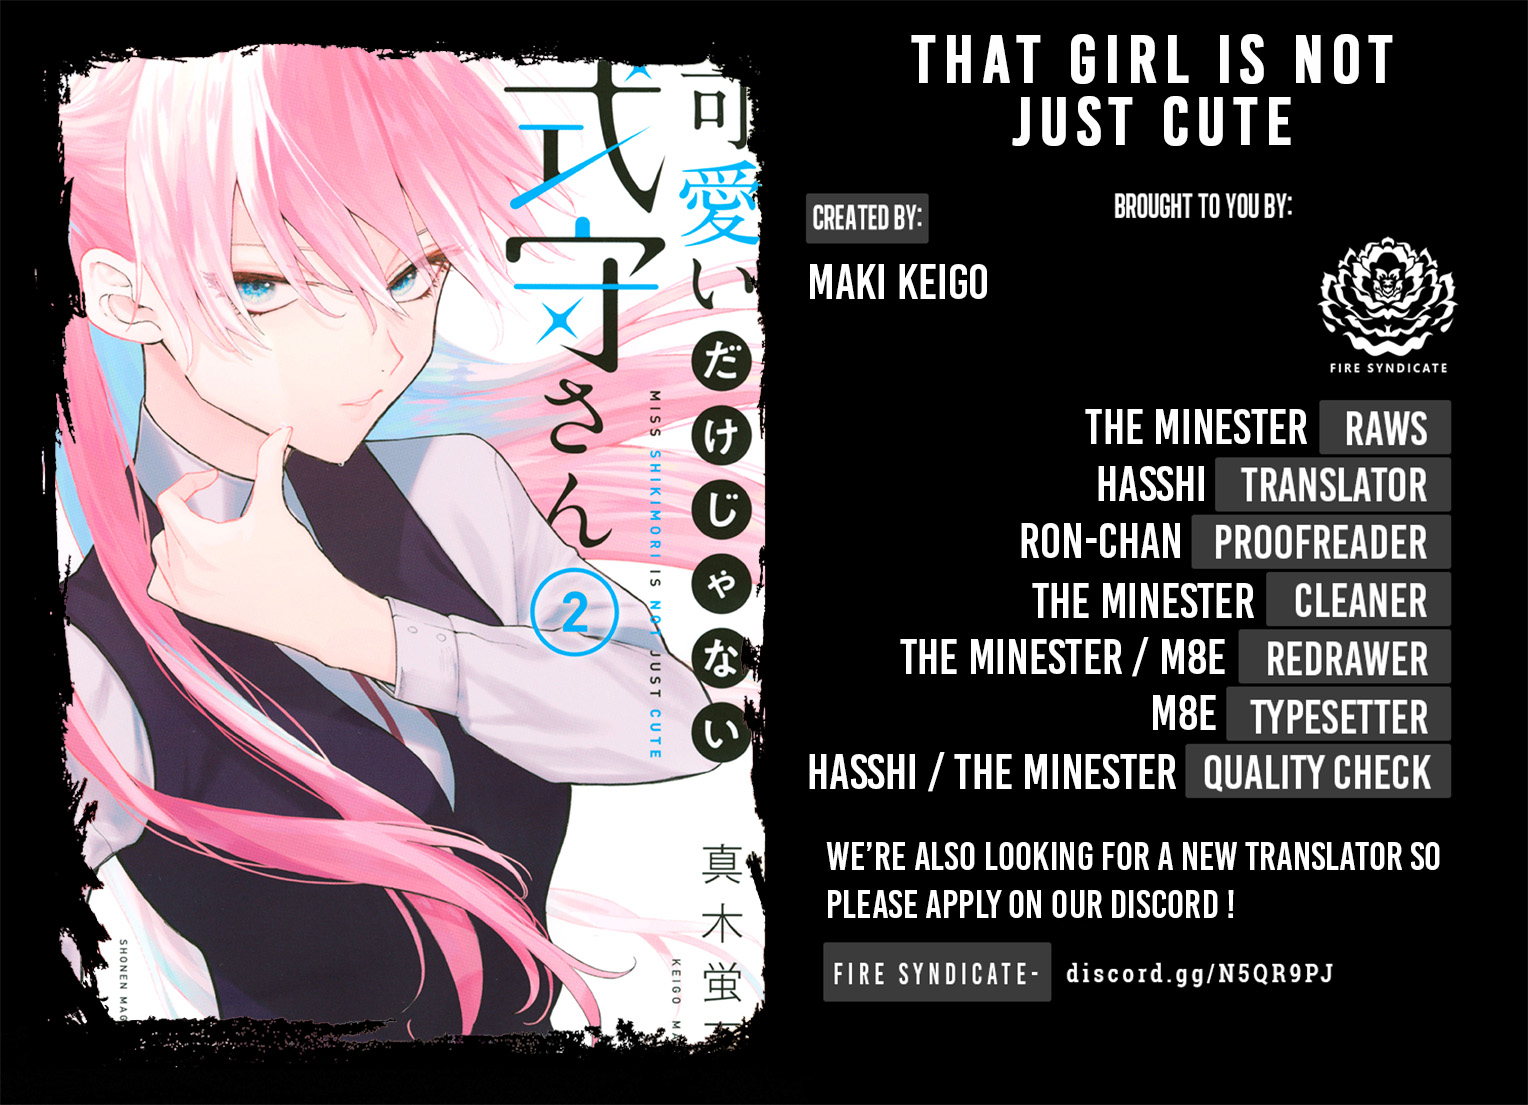 可愛いだけじゃない
式守さん
MISS SHIKIMORI IS NOT JUST CUTE
2
真木蛍
KEIGO MA
SHONEN MAG
THAT GIRL IS NOT
JUST CUTE
CREATED BY:
MAKI KEIGO
BROUGHT TO YOU BY:
FIRE SYNDICATE
THE MINESTER RAWS
HASSHI TRANSLATOR
RON-CHAN PROOFREADER
THE MINESTER CLEANER
THE MINESTER / M8E REDRAWER
M8E TYPESETTER
HASSHI / THE MINESTER QUALITY CHECK
WE'RE ALSO LOOKING FOR A NEW TRANSLATOR SO
PLEASE APPLY ON OUR DISCORD !
FIRE SYNDICATE- discord.gg/N5QR9PJ